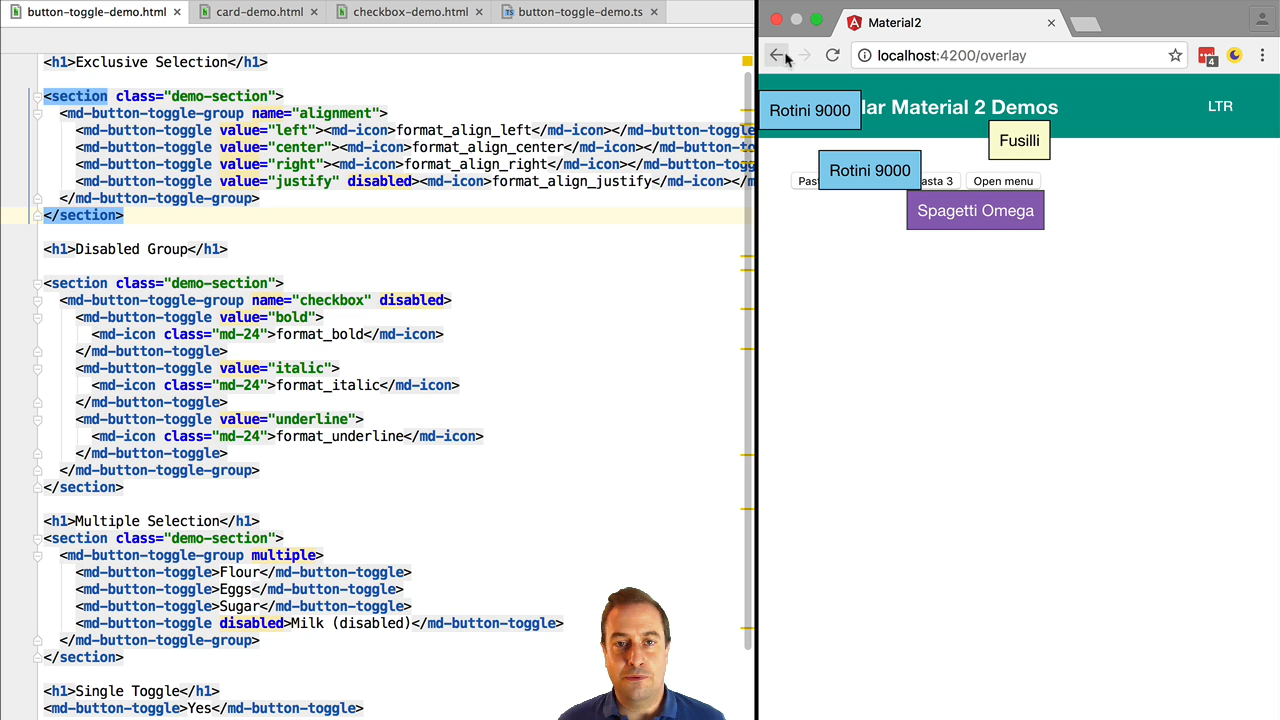 button-toggle-demo.html
card-demo.html
checkbox-demo.html
button-toggle-demo.ts
<h1>Exclusive Selection</h1>
<section class="demo-section">
<md-button-toggle-group name="alignment">
<md-button-toggle value="left"><md-icon>format_align_left</md-icon></md-button-toggle
<md-button-toggle value="center"><md-icon>format_align_center</md-icon></md-button-to
<md-button-toggle value="right"><md-icon>format_align_right</md-icon></md-button-togg
<md-button-toggle value="justify" disabled><md-icon>format_align_justify</md-icon></m
</md-button-toggle-group>
</section>
<h1>Disabled Group</h1>
<section class="demo-section">
<md-button-toggle-group name="checkbox" disabled>
<md-button-toggle value="bold">
<md-icon class="md-24">format_bold</md-icon>
</md-button-toggle>
<md-button-toggle value="italic">
<md-icon class="md-24">format_italic</md-icon>
</md-button-toggle>
<md-button-toggle value="underline">
<md-icon class="md-24">format_underline</md-icon>
</md-button-toggle>
</md-button-toggle-group>
</section>
<h1>Multiple Selection</h1>
<section class="demo-section">
<md-button-toggle-group multiple>
<md-button-toggle>Flour</md-button-toggle>
<md-button-toggle>Eggs</md-button-toggle>
<md-button-toggle>Sugar</md-button-toggle>
<md-button-toggle disabled>Milk (disabled)</md-button-toggle>
</md-button-toggle-group>
</section>
<h1>Single Toggle</h1>
<md-button-toggle>Yes</md-button-toggle>
Material2
localhost:4200/overlay
4
Rotini 9000
lar Material 2 Demos
LTR
Fusilli
Past
Rotini 9000
asta 3
Open menu
Spagetti Omega